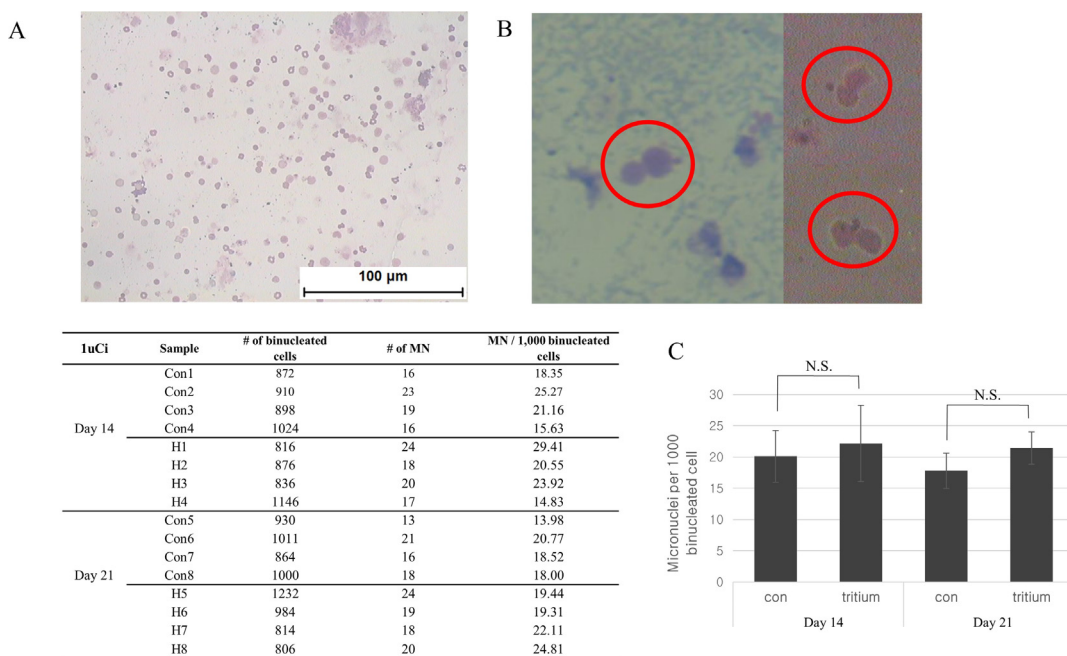 A
B
100 µm
1uCi Sample # of binucleated cells # of MN MN / 1,000 binucleated cells
Day 14
Con1 872 16 18.35
Con2 910 23 25.27
Con3 898 19 21.16
Con4 1024 16 15.63
H1 816 24 29.41
H2 876 18 20.55
H3 836 20 23.92
H4 1146 17 14.83
Day 21
Con5 930 13 13.98
Con6 1011 21 20.77
Con7 864 16 18.52
Con8 1000 18 18.00
H5 1232 24 19.44
H6 984 19 19.31
H7 814 18 22.11
H8 806 20 24.81
C
N.S.
N.S.
Micronuclei per 1000
binucleated cell
30
25
20
15
10
5
0
con tritium con tritium
Day 14 Day 21